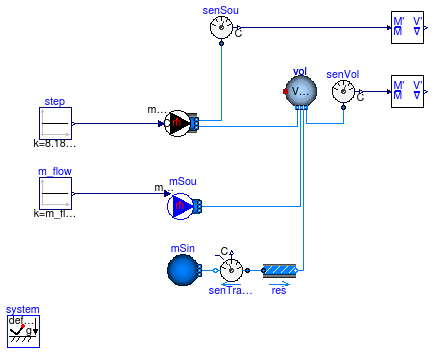 senSou
C
M' V'
M V
vol
senVol
V...
C
M' V'
M V
step
m...
ṁ
k=8.18...
m_flow
m...
mSou
ṁ
k=m_fl...
mSin
C
senTra...
res
system
def...
g